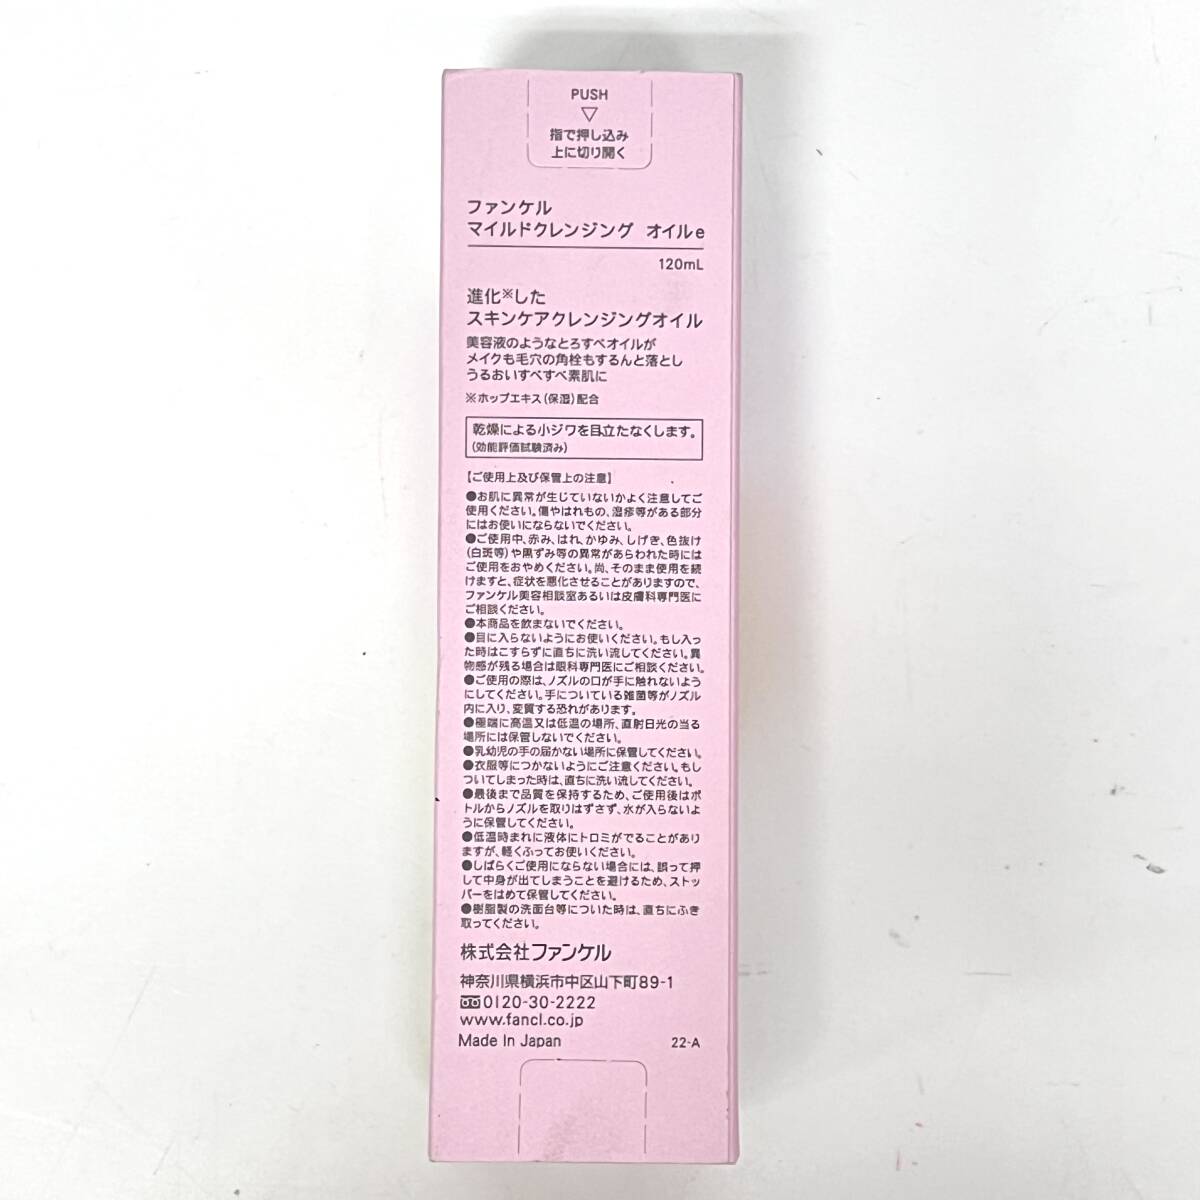 PUSH
▽
指で押し込み
上に切り開く
ファンケル
マイルドクレンジング オイルe
120mL
進化※した
スキンケアクレンジングオイル
美容液のようなとろすべオイルが
メイクも毛穴の角栓もするんと落とし
うるおいすべすべ素肌に
※ホップエキス(保湿)配合
乾燥による小ジワを目立たなくします。
(効能評価試験済み)
【ご使用上及び保管上の注意】
●お肌に異常が生じていないかよく注意してご
使用ください。傷やはれもの、湿疹等がある部分
にはお使いにならないでください。
●ご使用中、赤み、はれ、かゆみ、しげき、色抜け
(白斑等)や黒ずみ等の異常があらわれた時には
ご使用をおやめください。尚、そのまま使用を続
けますと、症状を悪化させることがありますので、
ファンケル美容相談室あるいは皮膚科専門医に
ご相談ください。
●本商品を飲まないでください。
●目に入らないようにお使いください。もし入っ
た時はこすらずに直ちに洗い流してください。異
物感が残る場合は眼科専門医にご相談ください。
●ご使用の際は、ノズルの口が手に触れないよう
にしてください。手についている雑菌等がノズル
内に入り、変質する恐れがあります。
●極端に高温又は低温の場所、直射日光の当る
場所には保管しないでください。
●乳幼児の手の届かない場所に保管してください。
●衣服等につかないようにご注意ください。もし
ついてしまった時は、直ちに洗い流してください。
●最後まで品質を保持するため、ご使用後はボ
トルからノズルを取りはずさず、水が入らないよ
うに保管してください。
●低温時まれに液体にトロミがでることがあり
ますが、軽くふってお使いください。
●しばらくご使用にならない場合には、誤って押
して中身が出てしまうことを避けるため、ストッ
パーをはめて保管してください。
●樹脂製の洗面台等についた時は、直ちにふき
取ってください。
株式会社ファンケル
神奈川県横浜市中区山下町89-1
0120-30-2222
www.fancl.co.jp
Made In Japan 22-A